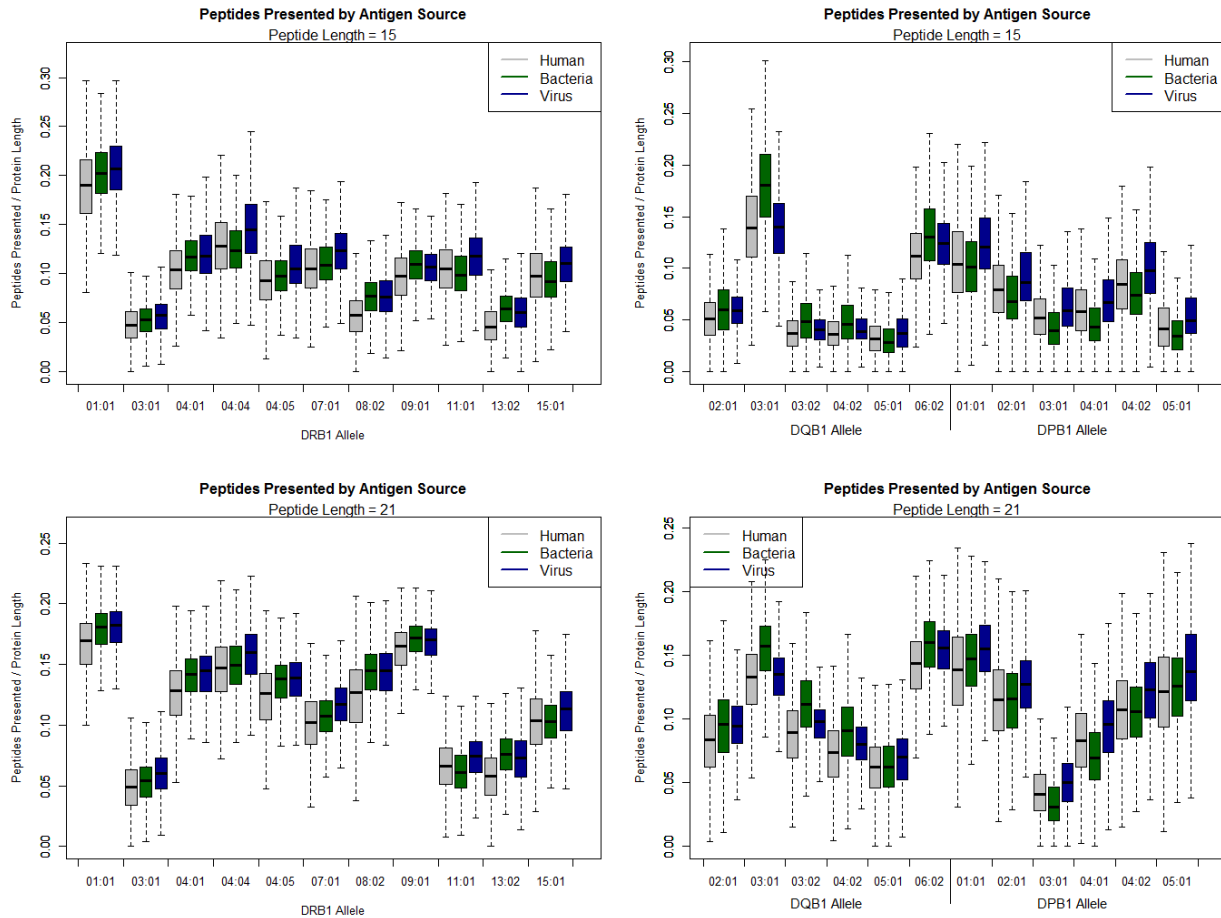 Peptides Presented by Antigen Source
Peptide Length = 15
Human
Bacteria
Virus
Peptides Presented / Protein Length
0.30
0.25
0.20
0.15
0.10
0.05
0.00
01:01 03:01 04:01 04:04 04:05 07:01 08:02 09:01 11:01 13:02 15:01
DRB1 Allele
Peptides Presented by Antigen Source
Peptide Length = 15
Human
Bacteria
Virus
Peptides Presented / Protein Length
0.30
0.25
0.20
0.15
0.10
0.05
0.00
02:01 03:01 03:02 04:02 05:01 06:02 01:01 02:01 03:01 04:01 04:02 05:01
DQB1 Allele DPB1 Allele
Peptides Presented by Antigen Source
Peptide Length = 21
Human
Bacteria
Virus
Peptides Presented / Protein Length
0.25
0.20
0.15
0.10
0.05
0.00
01:01 03:01 04:01 04:04 04:05 07:01 08:02 09:01 11:01 13:02 15:01
DRB1 Allele
Peptides Presented by Antigen Source
Peptide Length = 21
Human
Bacteria
Virus
Peptides Presented / Protein Length
0.25
0.20
0.15
0.10
0.05
0.00
02:01 03:01 03:02 04:02 05:01 06:02 01:01 02:01 03:01 04:01 04:02 05:01
DQB1 Allele DPB1 Allele